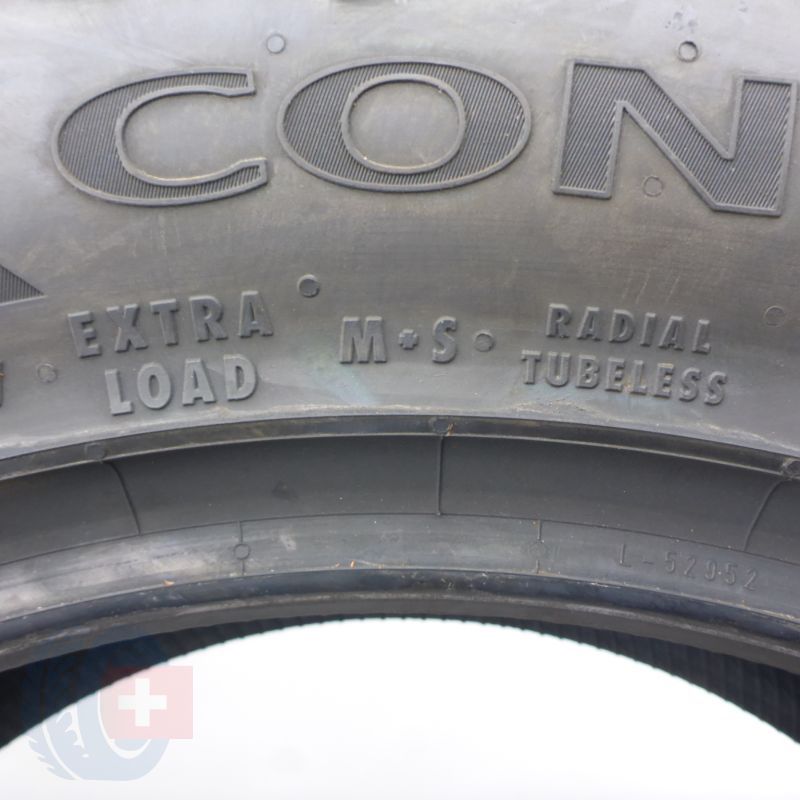 CON
EXTRA
LOAD
M+S
RADIAL
TUBELESS
L-52952